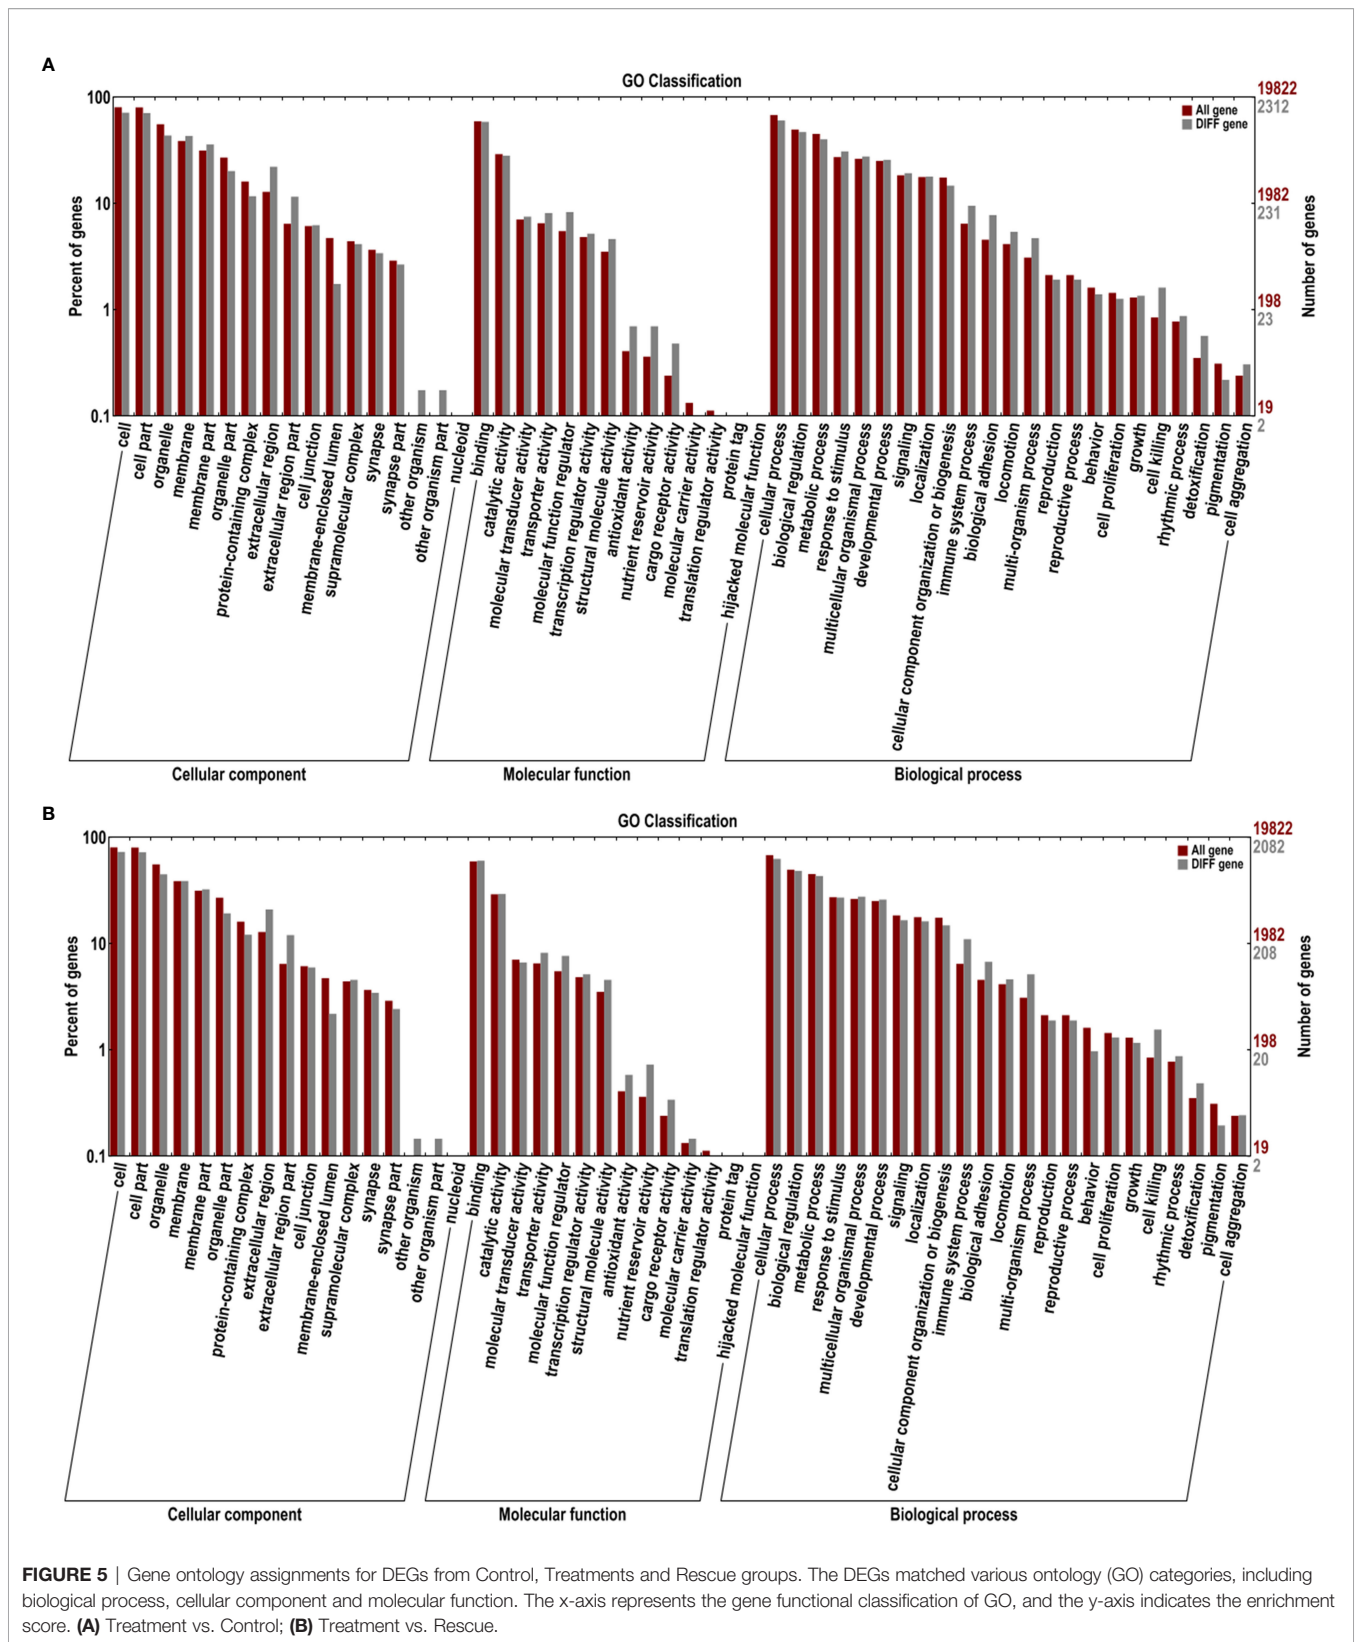 A
GO Classification
100
10
1
0.1
Percent of genes
All gene
DIFF gene
19822
2312
1982
231
198
23
19
2
Number of genes
cell
cell part
organelle
membrane
membrane part
organelle part
protein-containing complex
extracellular region
extracellular region part
cell junction
membrane-enclosed lumen
supramolecular complex
synapse
synapse part
other organism
other organism part
nucleoid
binding
catalytic activity
molecular transducer activity
transporter activity
molecular function regulator
transcription regulator activity
structural molecule activity
antioxidant activity
nutrient reservoir activity
cargo receptor activity
molecular carrier activity
translation regulator activity
protein tag
hijacked molecular function
cellular process
biological regulation
metabolic process
response to stimulus
multicellular organismal process
developmental process
signaling
localization
cellular component organization or biogenesis
immune system process
biological adhesion
locomotion
multi-organism process
reproduction
reproductive process
behavior
cell proliferation
growth
cell killing
rhythmic process
detoxification
pigmentation
cell aggregation
Cellular component
Molecular function
Biological process
B
GO Classification
100
10
1
0.1
Percent of genes
All gene
DIFF gene
19822
2082
1982
208
198
20
19
2
Number of genes
cell
cell part
organelle
membrane
membrane part
organelle part
protein-containing complex
extracellular region
extracellular region part
cell junction
membrane-enclosed lumen
supramolecular complex
synapse
synapse part
other organism
other organism part
nucleoid
binding
catalytic activity
molecular transducer activity
transporter activity
molecular function regulator
transcription regulator activity
structural molecule activity
antioxidant activity
nutrient reservoir activity
cargo receptor activity
molecular carrier activity
translation regulator activity
protein tag
hijacked molecular function
cellular process
biological regulation
metabolic process
response to stimulus
multicellular organismal process
developmental process
signaling
localization
cellular component organization or biogenesis
immune system process
biological adhesion
locomotion
multi-organism process
reproduction
reproductive process
behavior
cell proliferation
growth
cell killing
rhythmic process
detoxification
pigmentation
cell aggregation
Cellular component
Molecular function
Biological process
FIGURE 5 | Gene ontology assignments for DEGs from Control, Treatments and Rescue groups. The DEGs matched various ontology (GO) categories, including
biological process, cellular component and molecular function. The x-axis represents the gene functional classification of GO, and the y-axis indicates the enrichment
score. (A) Treatment vs. Control; (B) Treatment vs. Rescue.